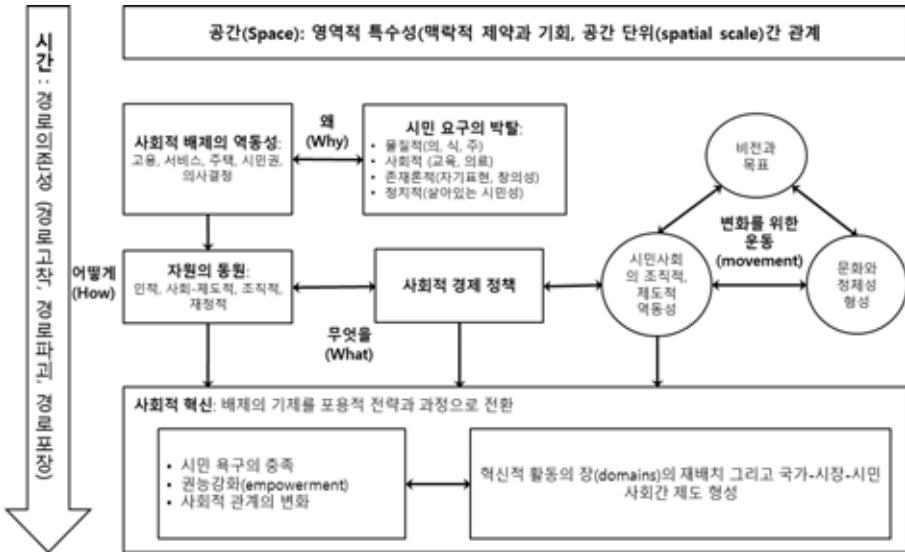 공간(Space): 영역적 특수성(맥락적 제약과 기회, 공간 단위(spatial scale)간 관계
시간 : 경로의존성 (경로고착, 경로파괴, 경로포장)
사회적 배제의 역동성:
고용, 서비스, 주택, 시민권,
의사결정
왜
(Why)
시민 요구의 박탈:
• 물질적(의, 식, 주)
• 사회적 (교육, 의료)
• 존재론적(자기표현, 창의성)
• 정치적(살아있는 시민성)
비전과
목표
변화를 위한
운동
(movement)
어떻게
(How)
자원의 동원:
인적, 사회-제도적, 조직적,
재정적
사회적 경제 정책
시민사회
의 조직적,
제도적
역동성
문화와
정체성
형성
무엇을
(What)
사회적 혁신: 배제의 기제를 포용적 전략과 과정으로 전환
• 시민 욕구의 충족
• 권능강화(empowerment)
• 사회적 관계의 변화
혁신적 활동의 장(domains)의 재배치 그리고 국가-시장-시민
사회간 제도 형성